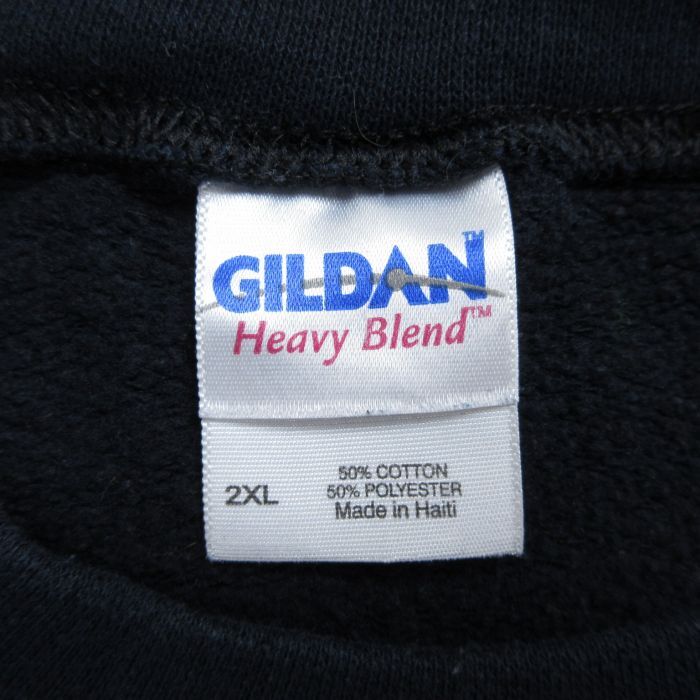 GILDAN™
Heavy Blend™
2XL
50% COTTON
50% POLYESTER
Made in Haiti